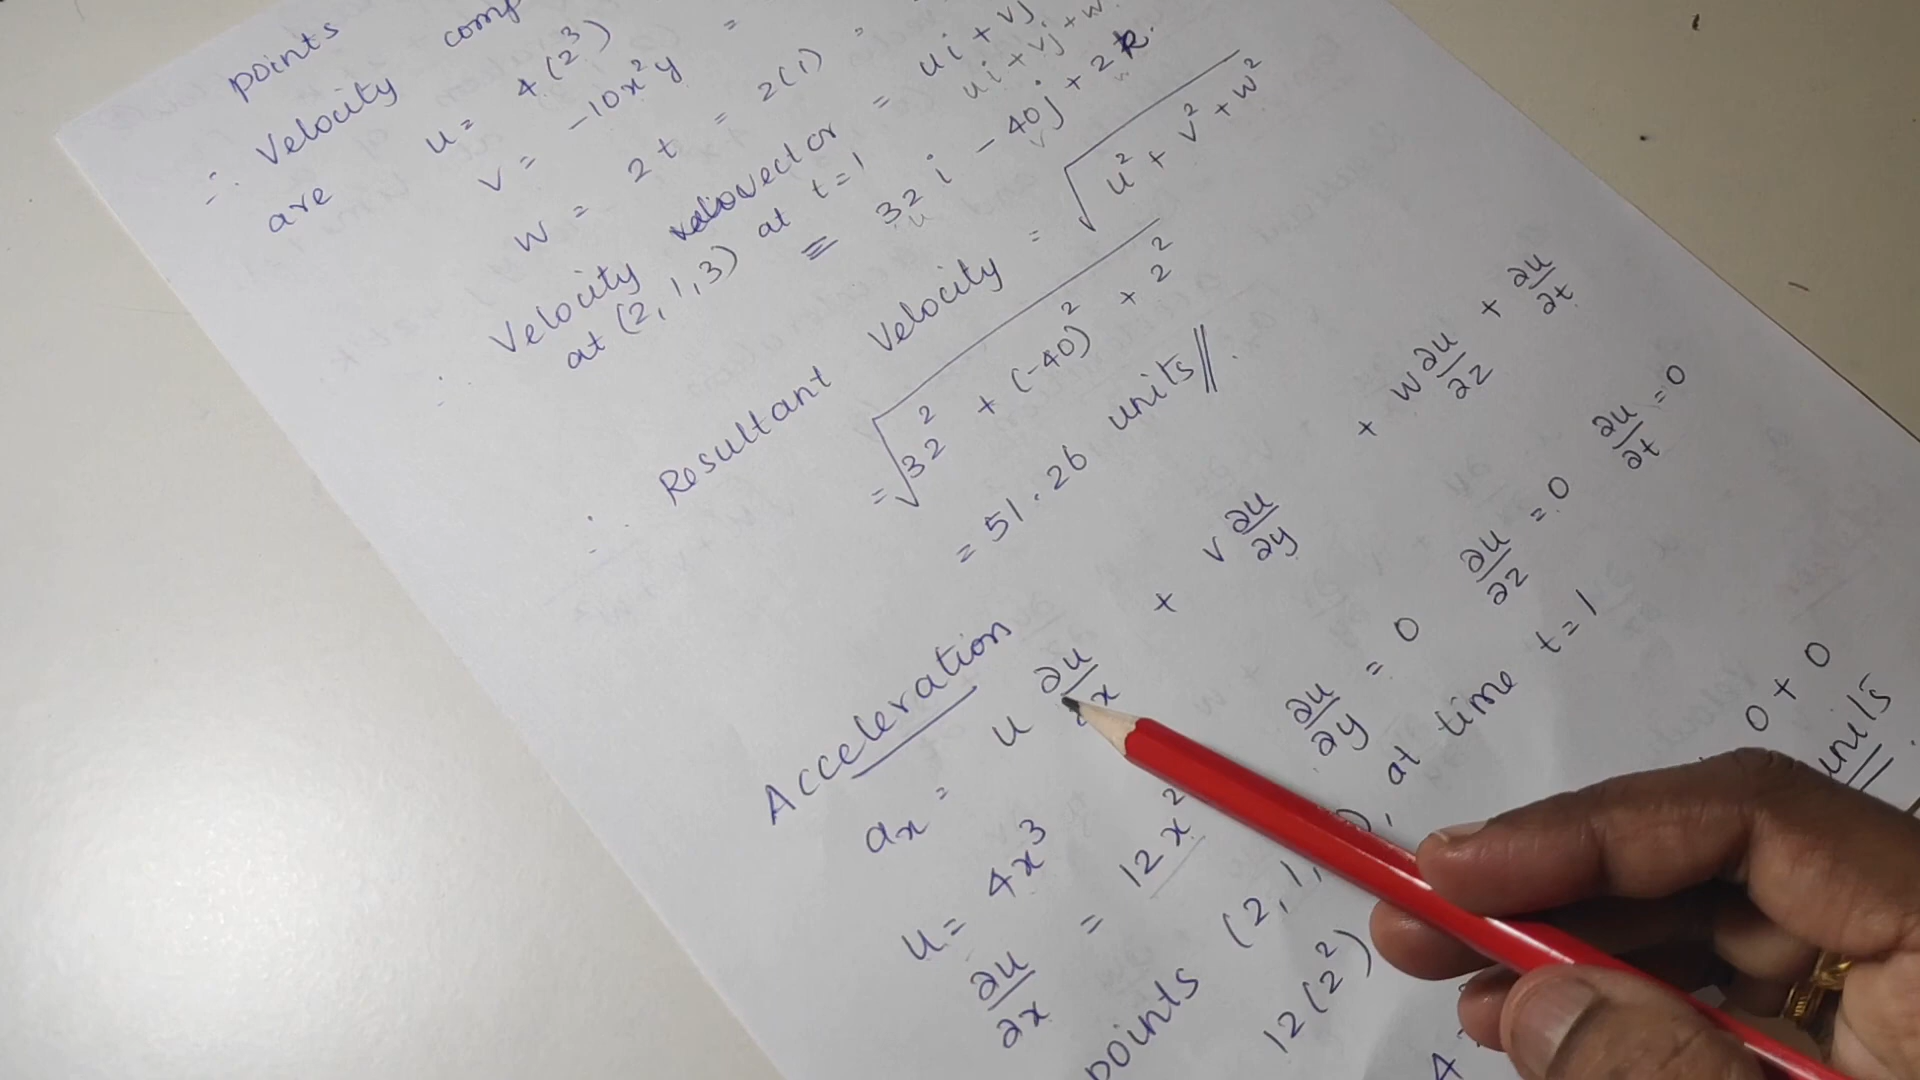 points
∴ Velocity comp
are u = 4(2³) =
v = -10x²y
w = 2t = 2(1) =
∴ Velocity vector = ui + vj
at (2, 1, 3) at t=1 ui + vj + w
= 32i - 40j + 2k.
u v w
∴ Resultant Velocity = √(u² + v² + w²)
= √(32² + (-40)² + 2²)
= 51.26 units//.
Acceleration
ax = u ∂u/∂x + v ∂u/∂y + w ∂u/∂z + ∂u/∂t
u = 4x³
∂u/∂x = 12x² ∂u/∂y = 0 ∂u/∂z = 0 ∂u/∂t = 0
points (2, 1, ), at time t=1
12(2²)
0 + 0
units